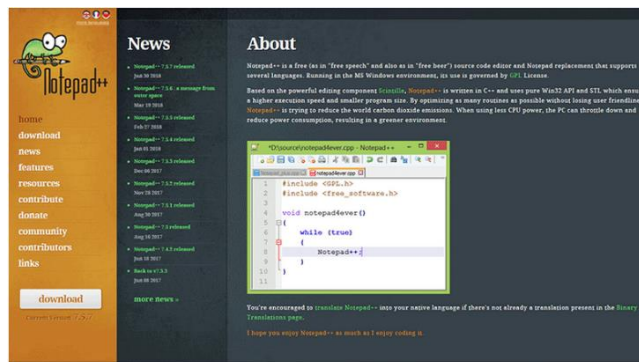 Notepad++
home
download
news
features
resources
contribute
donate
community
contributors
links
download
News
Notepad++ 7.5.7 released
Notepad++ 7.5.6 : a message from
outer space
Notepad++ 7.5.5 released
Notepad++ 7.5.4 released
Jan 01 2018
Notepad++ 7.5.3 released
Notepad++ 7.5.2 released
Notepad++ 7.5.1 released
Aug 30 2017
Notepad++ 7.5 released
Notepad++ 7.4.2 released
Jun 18 2017
more news »
About
Notepad++ is a free (as in "free speech" and also as in "free beer") source code editor and Notepad replacement that supports
several languages. Running in the MS Windows environment, its use is governed by GPL License.
Based on the powerful editing component Scintilla, Notepad++ is written in C++ and uses pure Win32 API and STL which ensu
a higher execution speed and smaller program size. By optimizing as many routines as possible without losing user friendlin
Notepad++ is trying to reduce the world carbon dioxide emissions. When using less CPU power, the PC can throttle down and
reduce power consumption, resulting in a greener environment.
*D:\source\notepad4ever.cpp - Notepad++
notepad4ever.cpp
1 #include <GPL.h>
2 #include <free_software.h>
3
4 void notepad4ever()
5 {
6 while (true)
7 {
8 Notepad++;
9 }
10 }
11
You're encouraged to translate Notepad++ into your native language if there's not already a translation present in the Binary
Translations page.
I hope you enjoy Notepad++ as much as I enjoy coding it.